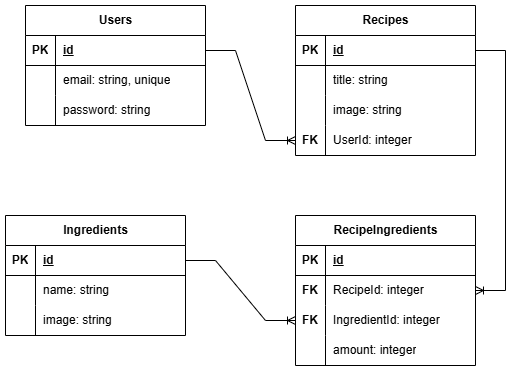 Users
PK id
email: string, unique
password: string
Recipes
PK id
title: string
image: string
FK UserId: integer
Ingredients
PK id
name: string
image: string
RecipeIngredients
PK id
FK RecipeId: integer
FK IngredientId: integer
amount: integer